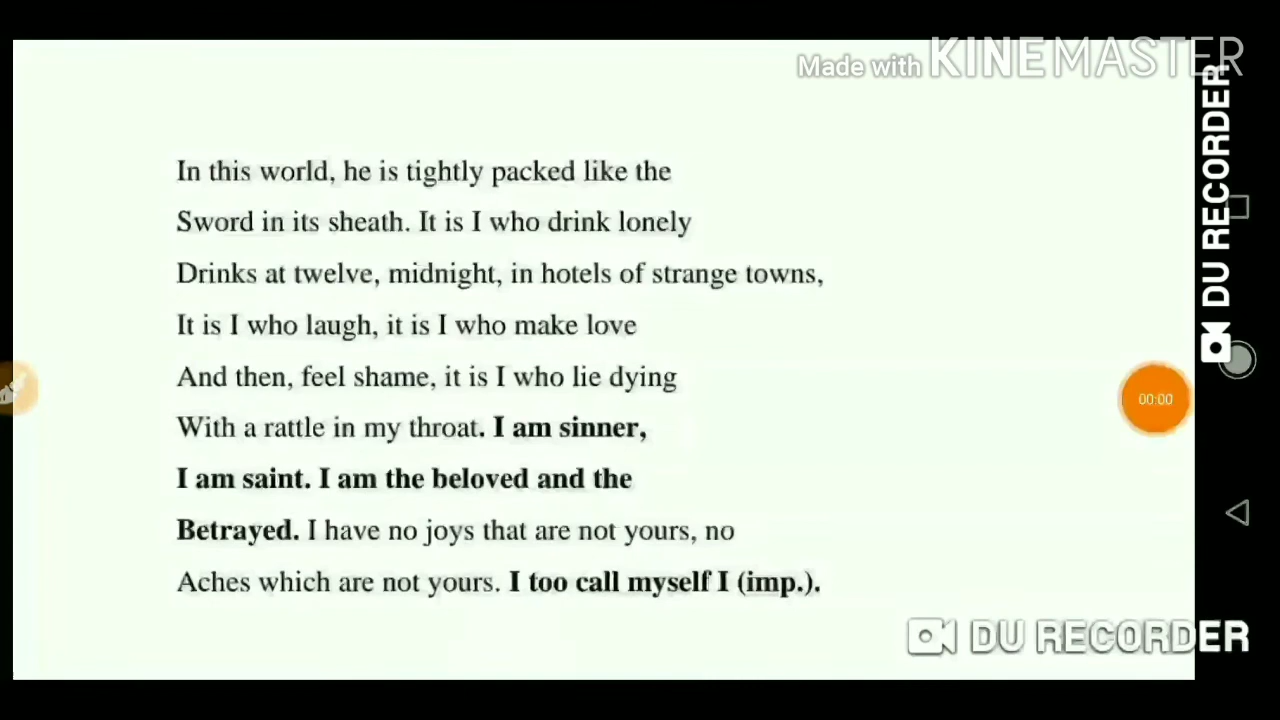 Made with KINEMASTER
In this world, he is tightly packed like the
Sword in its sheath. It is I who drink lonely
Drinks at twelve, midnight, in hotels of strange towns,
It is I who laugh, it is I who make love
And then, feel shame, it is I who lie dying
With a rattle in my throat. I am sinner,
I am saint. I am the beloved and the
Betrayed. I have no joys that are not yours, no
Aches which are not yours. I too call myself I (imp.).
DU RECORDER
00:00
DU RECORDER